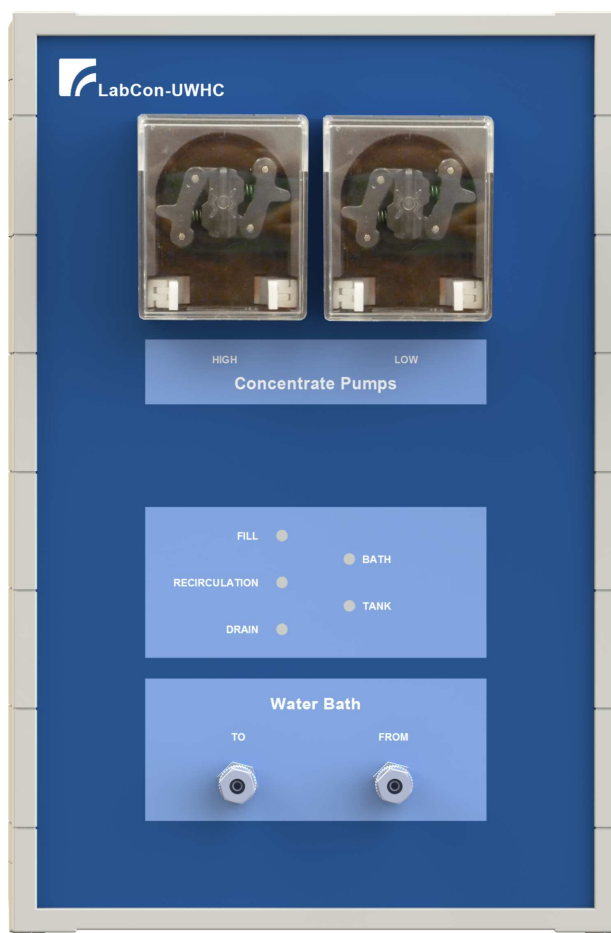 LabCon-UWHC
HIGH LOW
Concentrate Pumps
FILL
BATH
RECIRCULATION
TANK
DRAIN
Water Bath
TO FROM